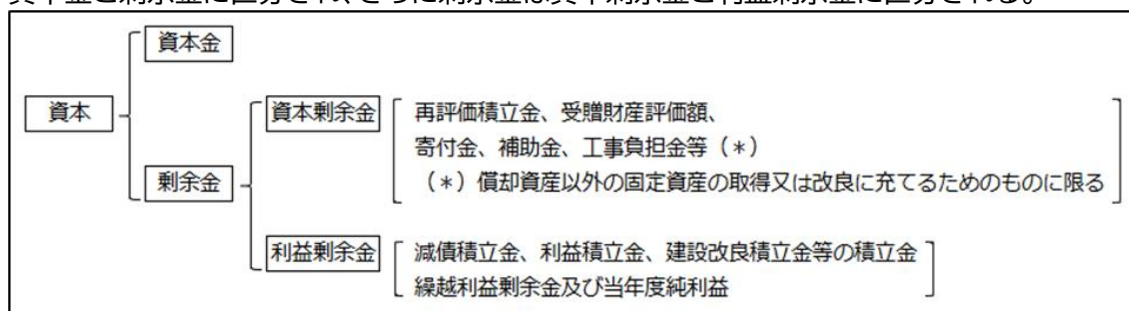 資本金と剰余金に区分され、さらに剰余金は資本剰余金と利益剰余金に区分される。
資本金
資本
資本剰余金
再評価積立金、受贈財産評価額、
寄付金、補助金、工事負担金等（＊）
（＊）償却資産以外の固定資産の取得又は改良に充てるためのものに限る
剰余金
利益剰余金
減債積立金、利益積立金、建設改良積立金等の積立金
繰越利益剰余金及び当年度純利益